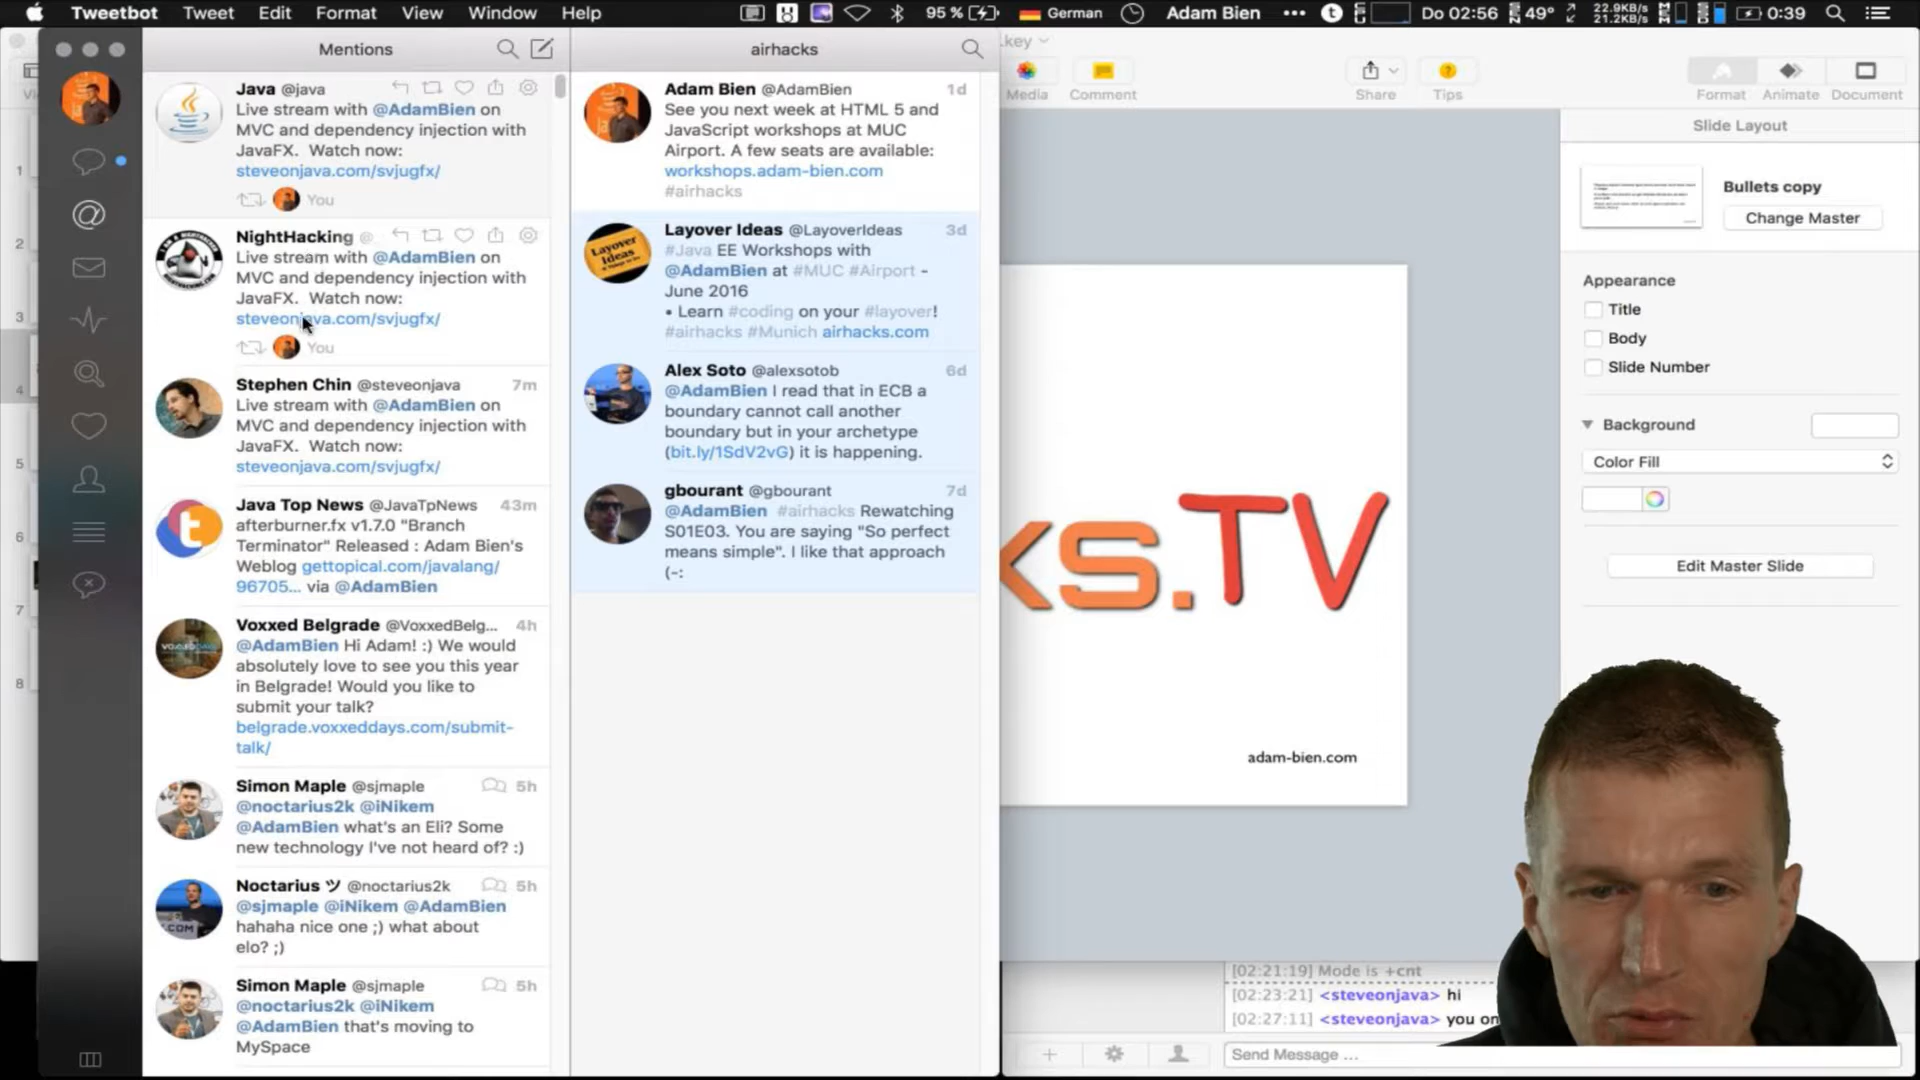 Tweetbot Tweet Edit Format View Window Help 95 % German Adam Bien ••• Do 02:56 49° 22.9KB/s 21.2KB/s 0:39
Mentions
airhacks
Java @java
Live stream with @AdamBien on
MVC and dependency injection with
JavaFX. Watch now:
steveonjava.com/svjugfx/
You
NightHacking @
Live stream with @AdamBien on
MVC and dependency injection with
JavaFX. Watch now:
steveonjava.com/svjugfx/
You
Stephen Chin @steveonjava 7m
Live stream with @AdamBien on
MVC and dependency injection with
JavaFX. Watch now:
steveonjava.com/svjugfx/
Java Top News @JavaTpNews 43m
afterburner.fx v1.7.0 "Branch
Terminator" Released : Adam Bien's
Weblog gettopical.com/javalang/
96705... via @AdamBien
Voxxed Belgrade @VoxxedBelg... 4h
@AdamBien Hi Adam! :) We would
absolutely love to see you this year
in Belgrade! Would you like to
submit your talk?
belgrade.voxxeddays.com/submit-
talk/
Simon Maple @sjmaple 5h
@noctarius2k @iNikem
@AdamBien what's an Eli? Some
new technology I've not heard of? :)
Noctarius ツ @noctarius2k 5h
@sjmaple @iNikem @AdamBien
hahaha nice one ;) what about
elo? ;)
Simon Maple @sjmaple 5h
@noctarius2k @iNikem
@AdamBien that's moving to
MySpace
Adam Bien @AdamBien 1d
See you next week at HTML 5 and
JavaScript workshops at MUC
Airport. A few seats are available:
workshops.adam-bien.com
#airhacks
Layover Ideas @LayoverIdeas 3d
#Java EE Workshops with
@AdamBien at #MUC #Airport -
June 2016
• Learn #coding on your #layover!
#airhacks #Munich airhacks.com
Alex Soto @alexsotob 6d
@AdamBien I read that in ECB a
boundary cannot call another
boundary but in your archetype
(bit.ly/1SdV2vG) it is happening.
gbourant @gbourant 7d
@AdamBien #airhacks Rewatching
S01E03. You are saying "So perfect
means simple". I like that approach
(-:
.key
Media Comment Share Tips Format Animate Document
Slide Layout
Bullets copy
Change Master
Appearance
Title
Body
Slide Number
Background
Color Fill
Edit Master Slide
ks.TV
adam-bien.com
1
2
3
4
5
6
7
8
[02:21:19] Mode is +cnt
[02:23:21] <steveonjava> hi
[02:27:11] <steveonjava> you on
Send Message ...